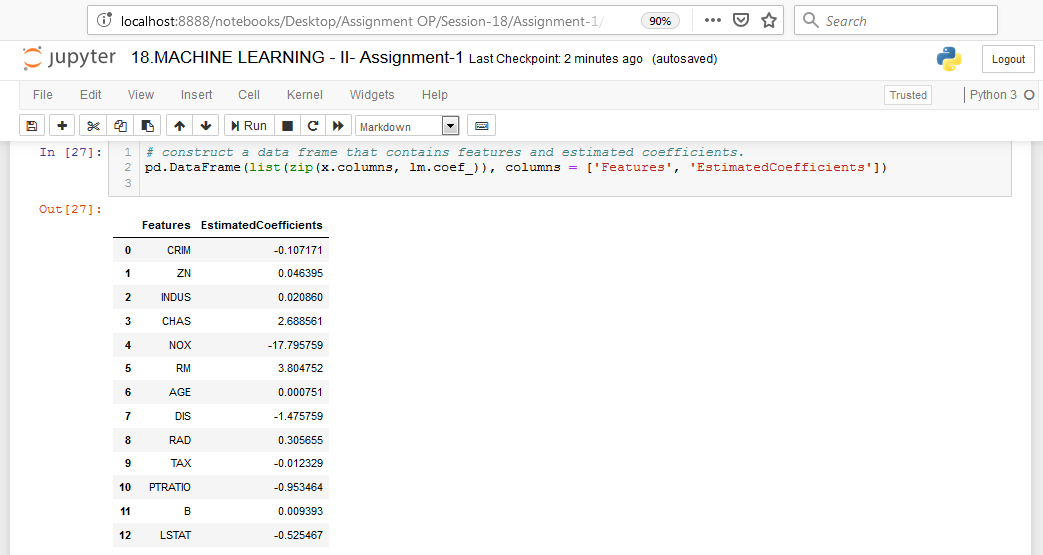 localhost:8888/notebooks/Desktop/Assignment OP/Session-18/Assignment-1/ 90% Search
jupyter 18.MACHINE LEARNING - II- Assignment-1 Last Checkpoint: 2 minutes ago (autosaved) Logout
File Edit View Insert Cell Kernel Widgets Help Trusted Python 3
Run Markdown
In [27]: 1 # construct a data frame that contains features and estimated coefficients.
2 pd.DataFrame(list(zip(x.columns, lm.coef_)), columns = ['Features', 'EstimatedCoefficients'])
3
Out[27]:
Features EstimatedCoefficients
0 CRIM -0.107171
1 ZN 0.046395
2 INDUS 0.020860
3 CHAS 2.688561
4 NOX -17.795759
5 RM 3.804752
6 AGE 0.000751
7 DIS -1.475759
8 RAD 0.305655
9 TAX -0.012329
10 PTRATIO -0.953464
11 B 0.009393
12 LSTAT -0.525467